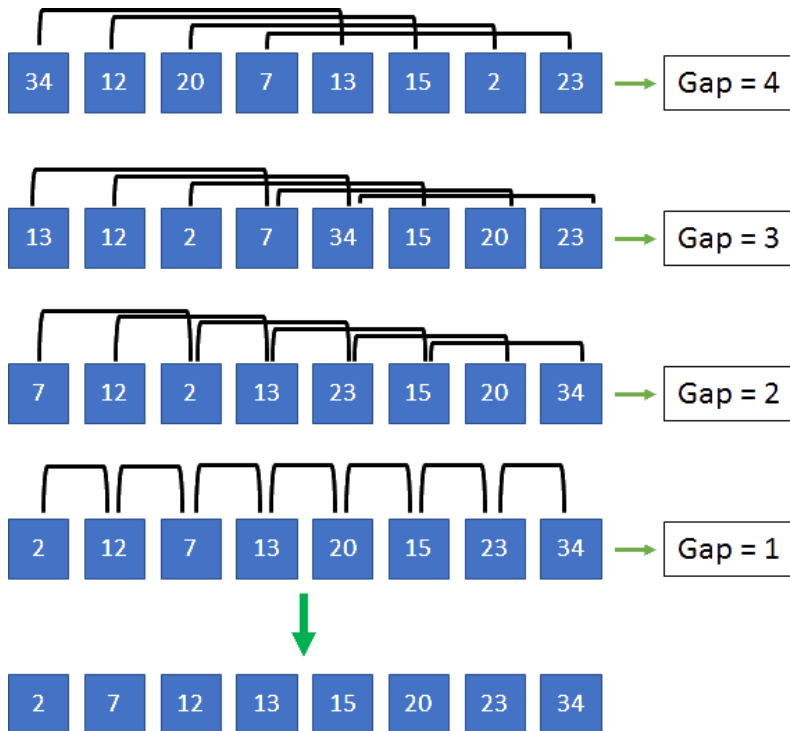 34 12 20 7 13 15 2 23 Gap = 4
13 12 2 7 34 15 20 23 Gap = 3
7 12 2 13 23 15 20 34 Gap = 2
2 12 7 13 20 15 23 34 Gap = 1
2 7 12 13 15 20 23 34